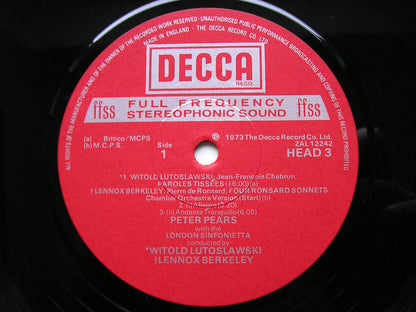 ALL RIGHTS OF THE MANUFACTURER AND OF THE OWNER OF THE RECORDED WORK RESERVED · UNAUTHORISED PUBLIC PERFORMANCE BROADCASTING AND COPYING OF THIS RECORD PROHIBITED
MADE IN ENGLAND · THE DECCA RECORD CO. LTD.
DECCA
REGD.
ffss FULL FREQUENCY ffss
STEREOPHONIC SOUND
(a) Britico/MCPS
(b) M.C.P.S.
Side
1
℗ 1973 The Decca Record Co. Ltd.
ZAL 12242
HEAD 3
*1. WITOLD LUTOSLAWSKI; Jean-François Chabrun:
PAROLES TISSÉES (16.00)(a)
†LENNOX BERKELEY: Pierre de Ronsard: FOUR RONSARD SONNETS
Chamber Orchestra Version (Start) (b)
2. (i) Allegro (3.20)
3. (ii) Andante Tranquillo (6.05)
PETER PEARS
with the
LONDON SINFONIETTA
conducted by
*WITOLD LUTOSLAWSKI
†LENNOX BERKELEY